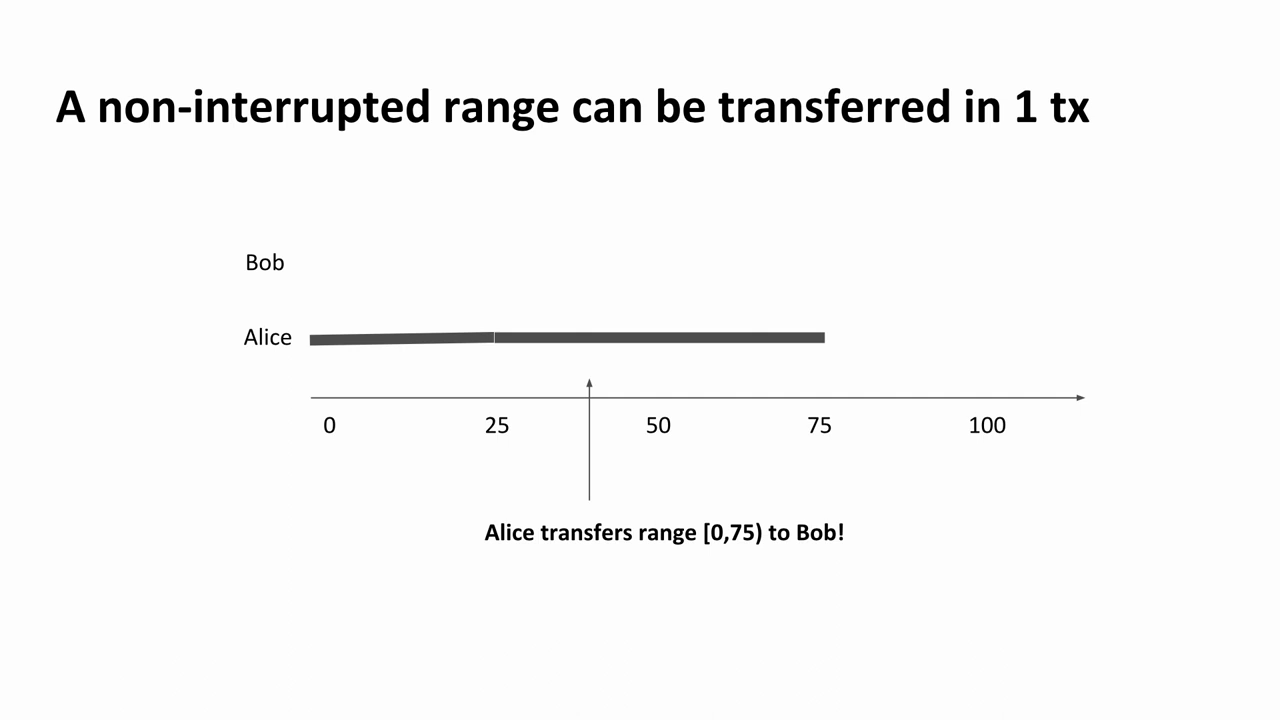 A non-interrupted range can be transferred in 1 tx
Bob
Alice
0 25 50 75 100
Alice transfers range [0,75) to Bob!